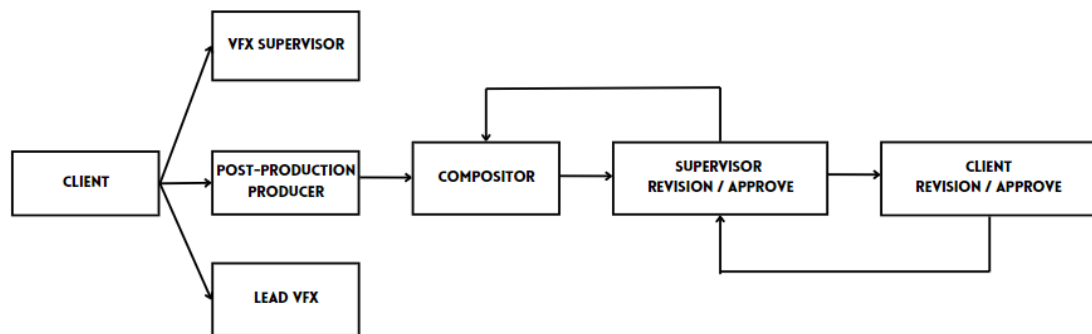 VFX SUPERVISOR
CLIENT
POST-PRODUCTION
PRODUCER
LEAD VFX
COMPOSITOR
SUPERVISOR
REVISION / APPROVE
CLIENT
REVISION / APPROVE